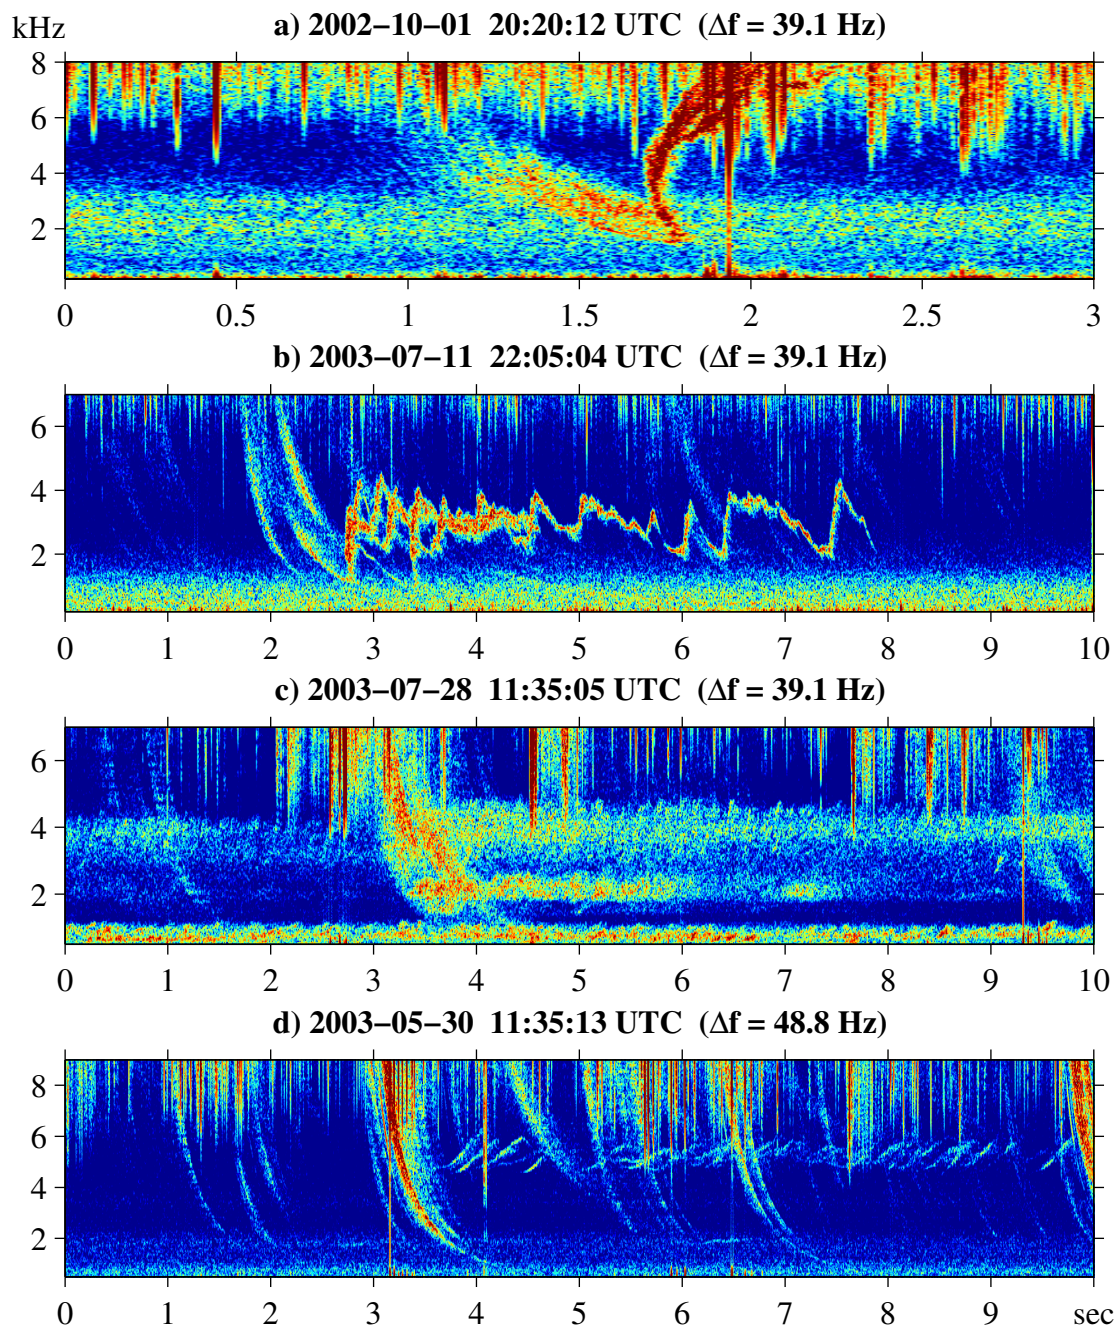 kHz
a) 2002−10−01 20:20:12 UTC (Δf = 39.1 Hz)
8
6
4
2
0 0.5 1 1.5 2 2.5 3
b) 2003−07−11 22:05:04 UTC (Δf = 39.1 Hz)
6
4
2
0 1 2 3 4 5 6 7 8 9 10
c) 2003−07−28 11:35:05 UTC (Δf = 39.1 Hz)
6
4
2
0 1 2 3 4 5 6 7 8 9 10
d) 2003−05−30 11:35:13 UTC (Δf = 48.8 Hz)
8
6
4
2
0 1 2 3 4 5 6 7 8 9 sec